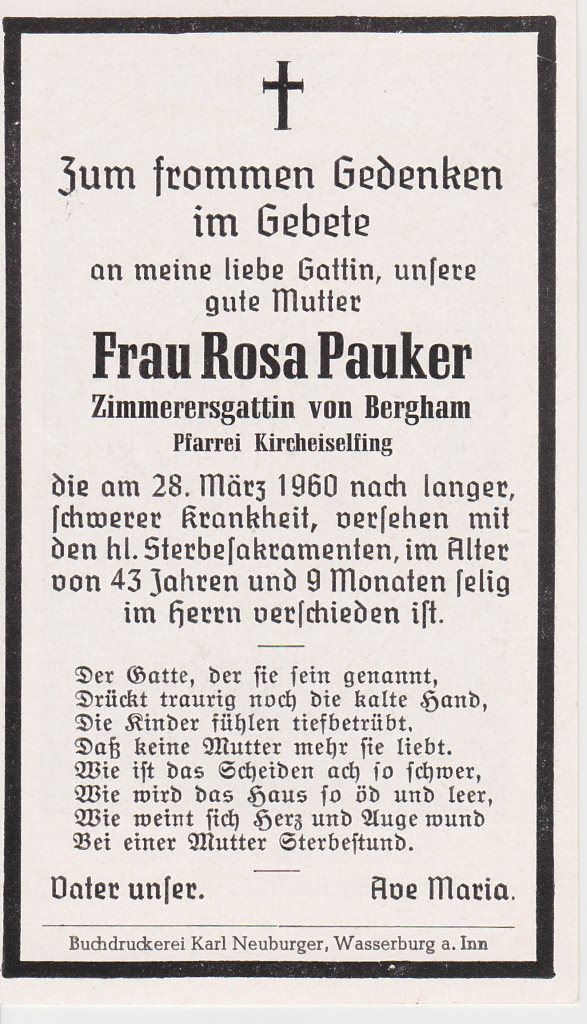 Zum frommen Gedenken
im Gebete
an meine liebe Gattin, unsere
gute Mutter
Frau Rosa Pauker
Zimmerersgattin von Bergham
Pfarrei Kircheiselfing
die am 28. März 1960 nach langer,
schwerer Krankheit, versehen mit
den hl. Sterbesakramenten, im Alter
von 43 Jahren und 9 Monaten selig
im Herrn verschieden ist.
Der Gatte, der sie sein genannt,
Drückt traurig noch die kalte Hand,
Die Kinder fühlen tiefbetrübt,
Daß keine Mutter mehr sie liebt.
Wie ist das Scheiden ach so schwer,
Wie wird das Haus so öd und leer,
Wie weint sich Herz und Auge wund
Bei einer Mutter Sterbestund.
Vater unser. Ave Maria.
Buchdruckerei Karl Neuburger, Wasserburg a. Inn